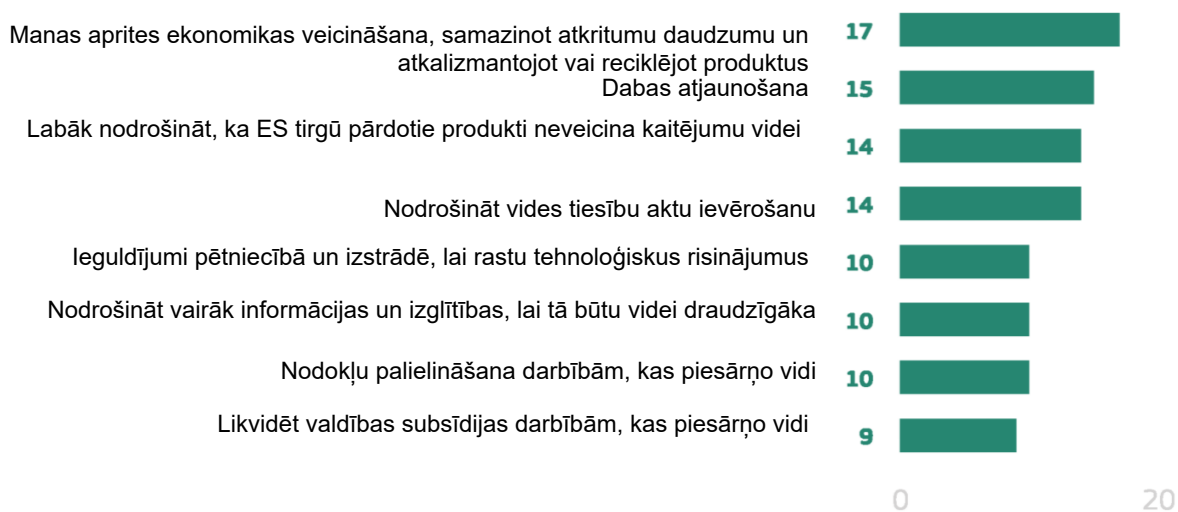 Manas aprites ekonomikas veicināšana, samazinot atkritumu daudzumu un 17
atkalizmantojot vai reciklējot produktus
Dabas atjaunošana 15
Labāk nodrošināt, ka ES tirgū pārdotie produkti neveicina kaitējumu videi 14
Nodrošināt vides tiesību aktu ievērošanu 14
Ieguldījumi pētniecībā un izstrādē, lai rastu tehnoloģiskus risinājumus 10
Nodrošināt vairāk informācijas un izglītības, lai tā būtu videi draudzīgāka 10
Nodokļu palielināšana darbībām, kas piesārņo vidi 10
Likvidēt valdības subsīdijas darbībām, kas piesārņo vidi 9
0 20